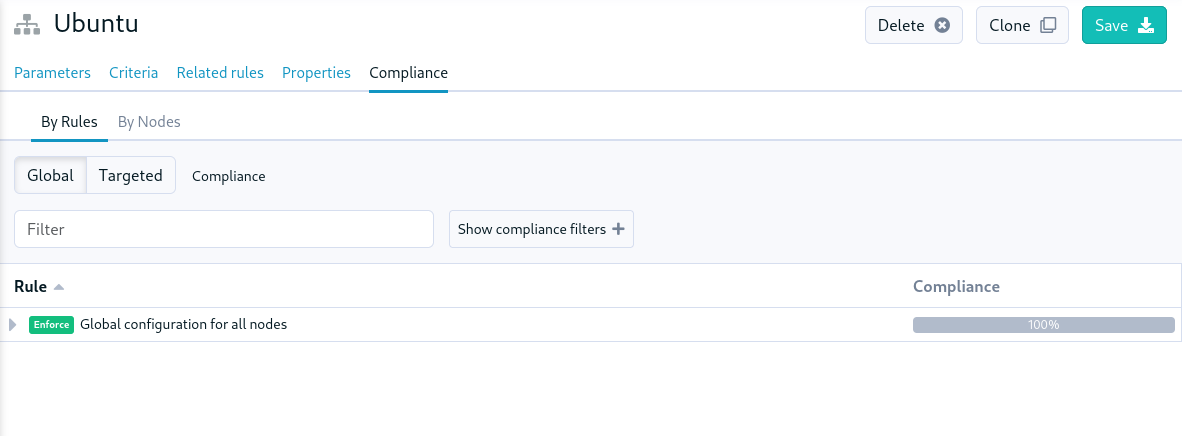 Ubuntu
Delete Clone Save
Parameters Criteria Related rules Properties Compliance
By Rules By Nodes
Global Targeted Compliance
Filter Show compliance filters
Rule Compliance
Enforce Global configuration for all nodes 100%